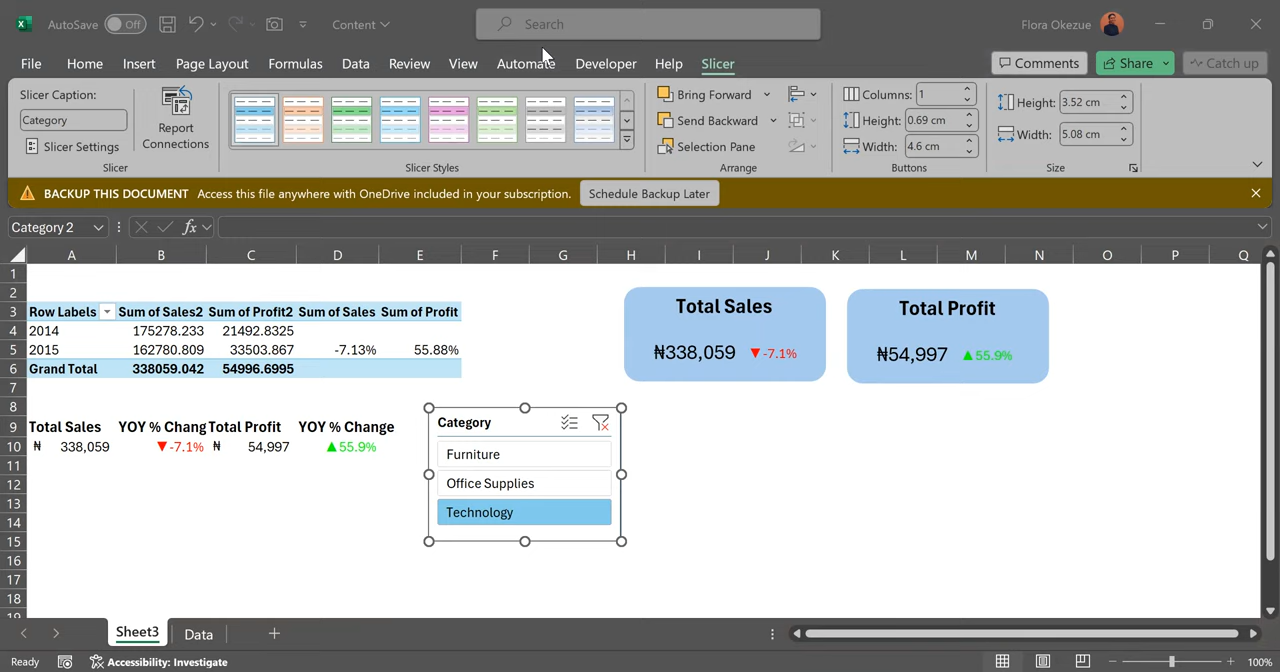 AutoSave Off Content Search Flora Okezue
File Home Insert Page Layout Formulas Data Review View Automate Developer Help Slicer Comments Share Catch up
Slicer Caption:
Category
Slicer Settings
Slicer
Report
Connections
Slicer Styles
Bring Forward
Send Backward
Selection Pane
Arrange
Columns: 1
Height: 0.69 cm
Width: 4.6 cm
Buttons
Height: 3.52 cm
Width: 5.08 cm
Size
BACKUP THIS DOCUMENT Access this file anywhere with OneDrive included in your subscription. Schedule Backup Later
Category 2 fx
A B C D E F G H I J K L M N O P Q
1
2
3 Row Labels Sum of Sales2 Sum of Profit2 Sum of Sales Sum of Profit
4 2014 175278.233 21492.8325
5 2015 162780.809 33503.867 -7.13% 55.88%
6 Grand Total 338059.042 54996.6995
7
8
9 Total Sales YOY % Chang Total Profit YOY % Change
10 ₦ 338,059 ▼-7.1% ₦ 54,997 ▲55.9%
11
12
13
14
15
16
17
18
19
Total Sales
₦338,059 ▼-7.1%
Total Profit
₦54,997 ▲55.9%
Category
Furniture
Office Supplies
Technology
Sheet3 Data
Ready Accessibility: Investigate 100%